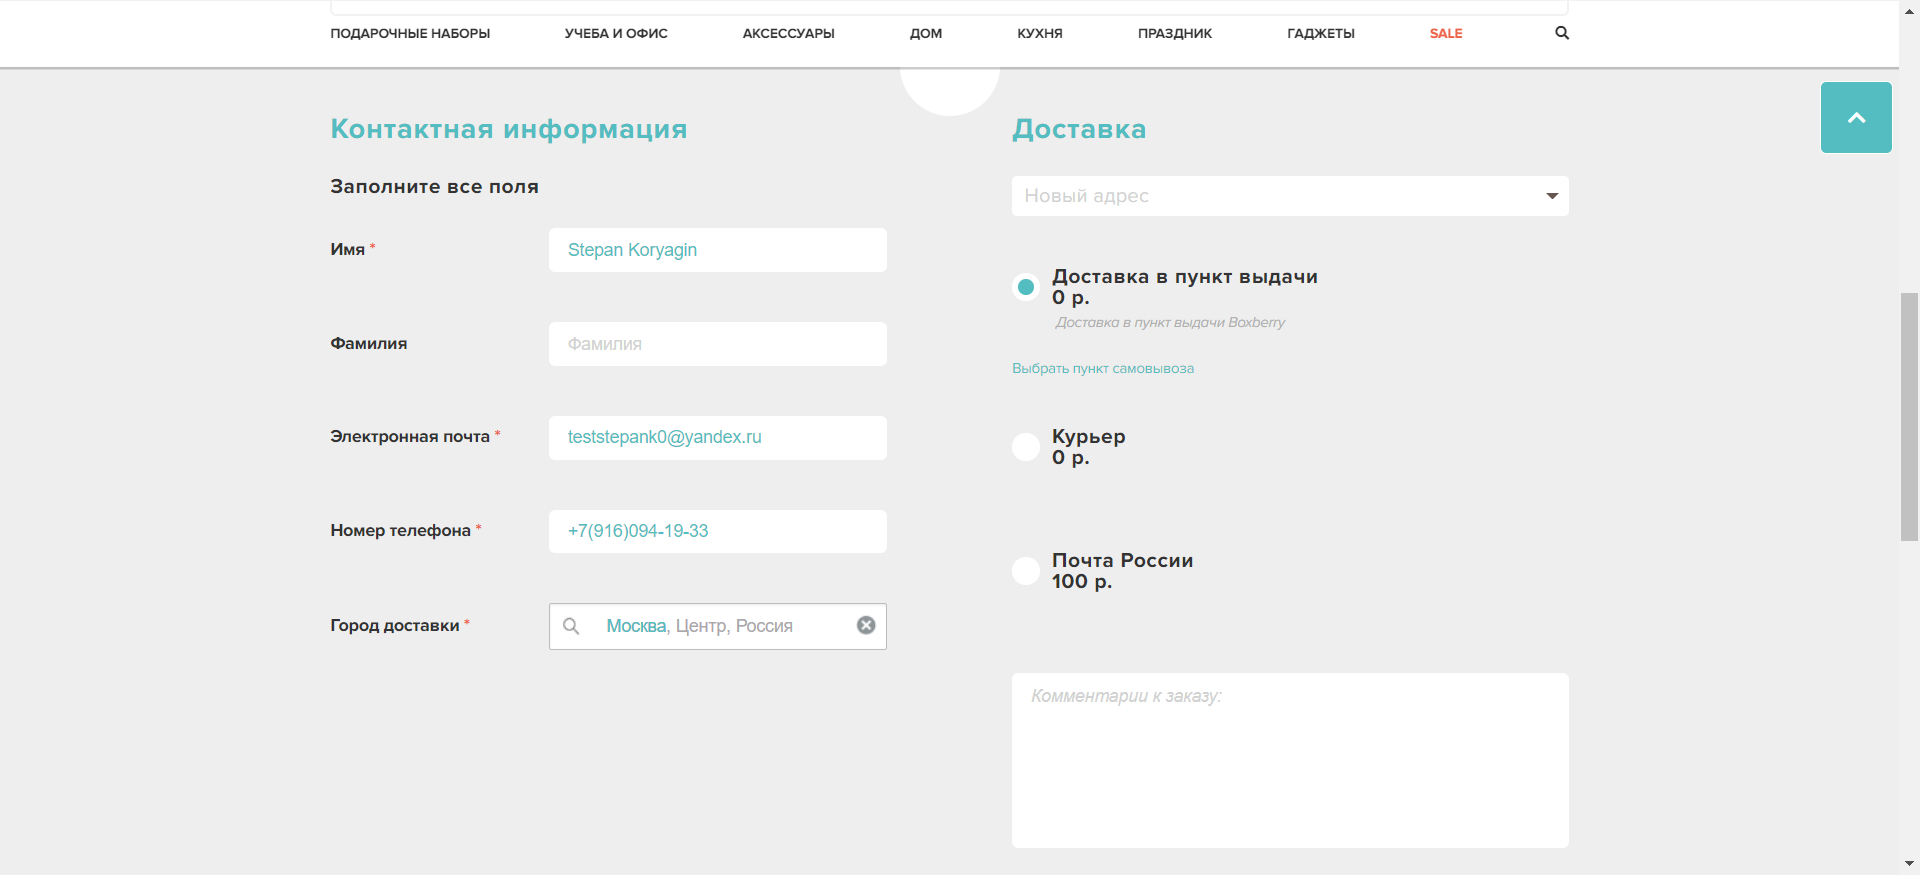 ПОДАРОЧНЫЕ НАБОРЫ УЧЕБА И ОФИС АКСЕССУАРЫ ДОМ КУХНЯ ПРАЗДНИК ГАДЖЕТЫ SALE
Контактная информация
Заполните все поля
Имя *
Stepan Koryagin
Фамилия
Фамилия
Электронная почта *
teststepank0@yandex.ru
Номер телефона *
+7(916)094-19-33
Город доставки *
Москва, Центр, Россия
Доставка
Новый адрес
Доставка в пункт выдачи
0 р.
Доставка в пункт выдачи Boxberry
Выбрать пункт самовывоза
Курьер
0 р.
Почта России
100 р.
Комментарии к заказу: